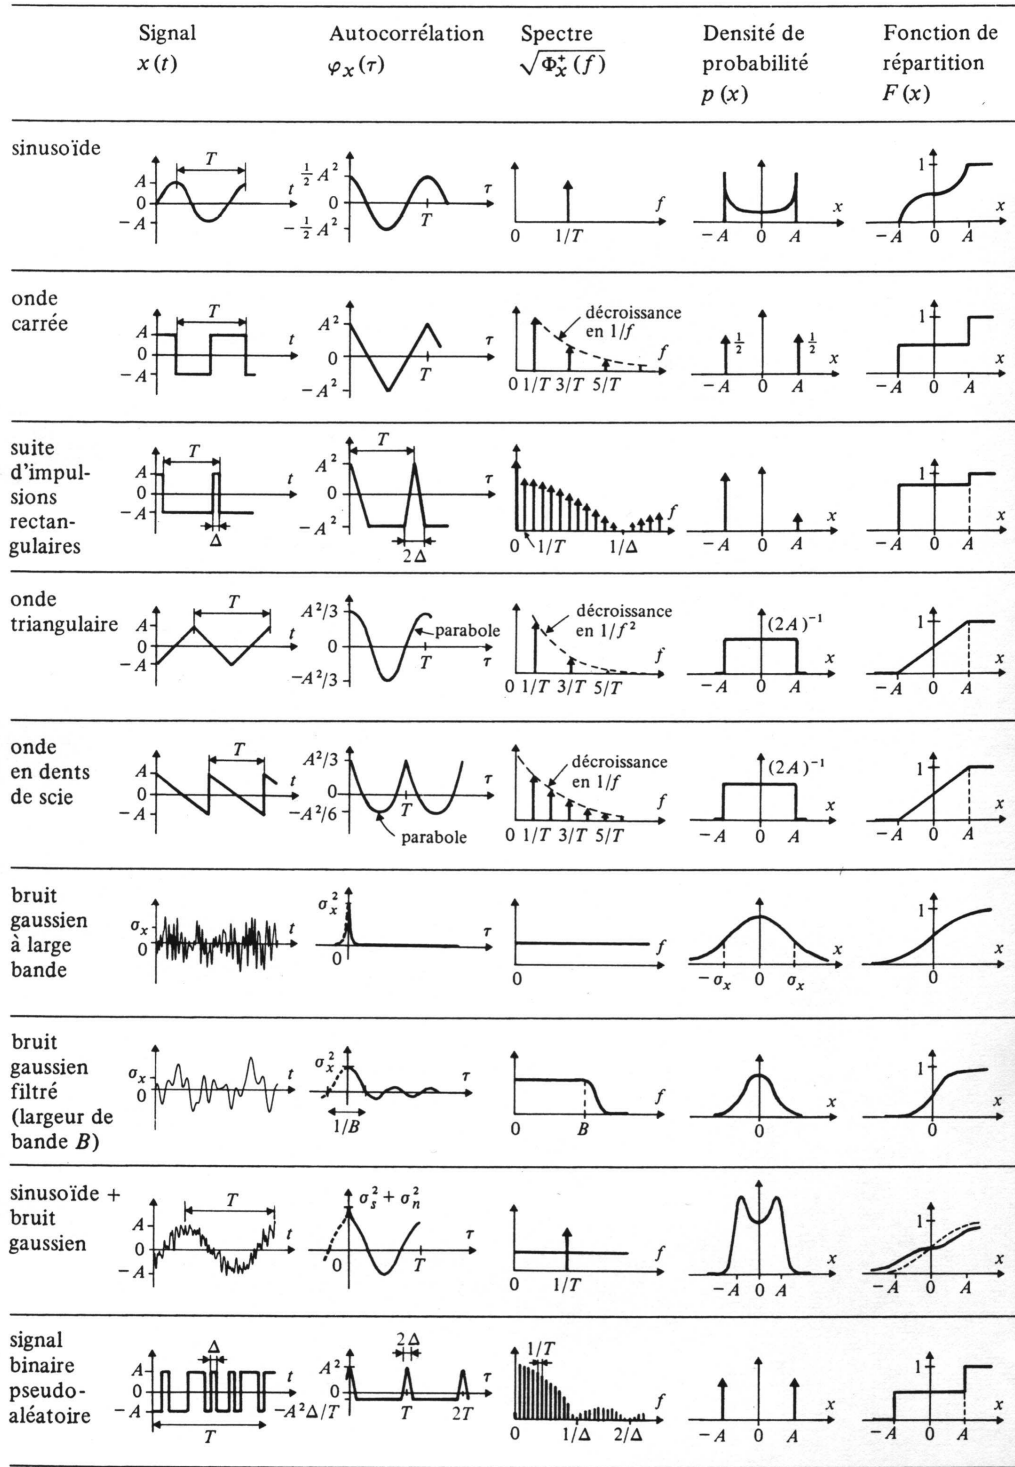 Signal Autocorrélation Spectre Densité de Fonction de
x(t) φx(τ) √Φx⁺(f) probabilité répartition
p(x) F(x)
sinusoïde
A 0 −A T t
½A² 0 −½A² T τ
0 1/T f
−A 0 A x
1 −A 0 A x
onde
carrée
A 0 −A T t
A² 0 −A² T τ
décroissance
en 1/f
0 1/T 3/T 5/T f
½ ½ −A 0 A x
1 −A 0 A x
suite
d'impul-
sions
rectan-
gulaires
A 0 −A T Δ t
A² 0 −A² T 2Δ τ
0 1/T 1/Δ f
−A 0 A x
1 −A 0 A x
onde
triangulaire
A 0 −A T t
A²/3 0 −A²/3 parabole T τ
décroissance
en 1/f²
0 1/T 3/T 5/T f
(2A)⁻¹ −A 0 A x
1 −A 0 A x
onde
en dents
de scie
A 0 −A T t
A²/3 0 −A²/6 T τ parabole
décroissance
en 1/f
0 1/T 3/T 5/T f
(2A)⁻¹ −A 0 A x
1 −A 0 A x
bruit
gaussien
à large
bande
σx 0 t
σx² 0 τ
0 f
−σx 0 σx x
1 0 x
bruit
gaussien
filtré
(largeur de
bande B)
σx 0 t
σx² 1/B τ
0 B f
0 x
1 0 x
sinusoïde +
bruit
gaussien
A 0 −A T t
σs² + σn² 0 T τ
0 1/T f
−A 0 A x
1 −A 0 A x
signal
binaire
pseudo-
aléatoire
A 0 −A Δ T t
A² 0 −A²Δ/T 2Δ T 2T τ
1/T 0 1/Δ 2/Δ f
−A 0 A x
1 −A 0 A x